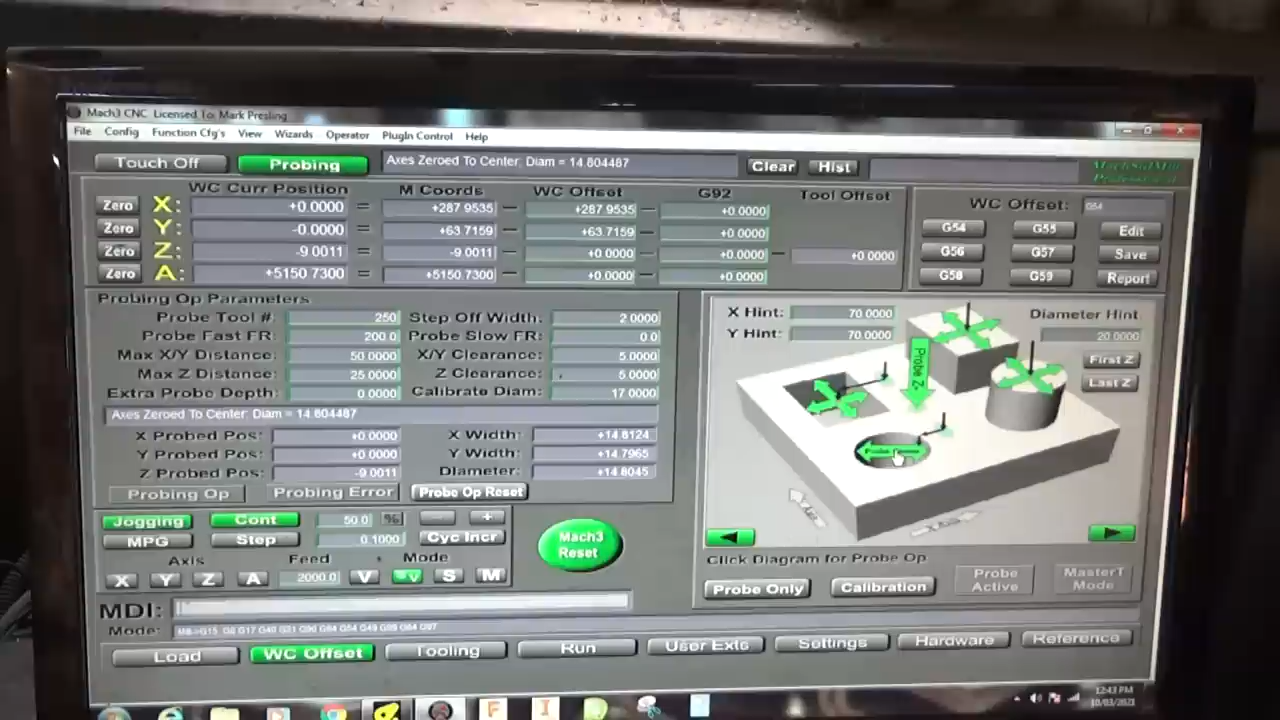 Mach3 CNC Licensed To: Mark Presling
File Config Function Cfg's View Wizards Operator PlugIn Control Help
Touch Off Probing Axes Zeroed To Center: Diam = 14.804487 Clear Hist
Professional
WC Curr Position M Coords WC Offset G92 Tool Offset WC Offset: G54
Zero X: +0.0000 = +287.9535 — +287.9535 — +0.0000 G54 G55 Edit
Zero Y: -0.0000 = +63.7159 — +63.7159 — +0.0000
Zero Z: -9.0011 = -9.0011 — +0.0000 — +0.0000 — +0.0000 G56 G57 Save
Zero A: +5150.7300 = +5150.7300 — +0.0000 — +0.0000 G58 G59 Report
Probing Op Parameters
Probe Tool #: 250 Step Off Width: 2.0000
Probe Fast FR: 200.0 Probe Slow FR: 0.0
Max X/Y Distance: 50.0000 X/Y Clearance: 5.0000
Max Z Distance: 25.0000 Z Clearance: 5.0000
Extra Probe Depth: 0.0000 Calibrate Diam: 17.0000
Axes Zeroed To Center: Diam = 14.804487
X Probed Pos: +0.0000 X Width: +14.8124
Y Probed Pos: +0.0000 Y Width: +14.7965
Z Probed Pos: -9.0011 Diameter: +14.8045
Probing Op Probing Error Probe Op Reset
X Hint: 70.0000 Diameter Hint
Y Hint: 70.0000 20.0000
First Z
Last Z
Probe Z-
Click Diagram for Probe Op
Probe Only Calibration Probe Active MasterT Mode
Jogging Cont 50.0 % - +
MPG Step 0.1000 Cyc Incr
Axis Feed Mode
X Y Z A 2000.0 V S M
Mach3 Reset
MDI:
Mode:
Load WC Offset Tooling Run User Exts Settings Hardware Reference
12:43 PM
10/03/2021